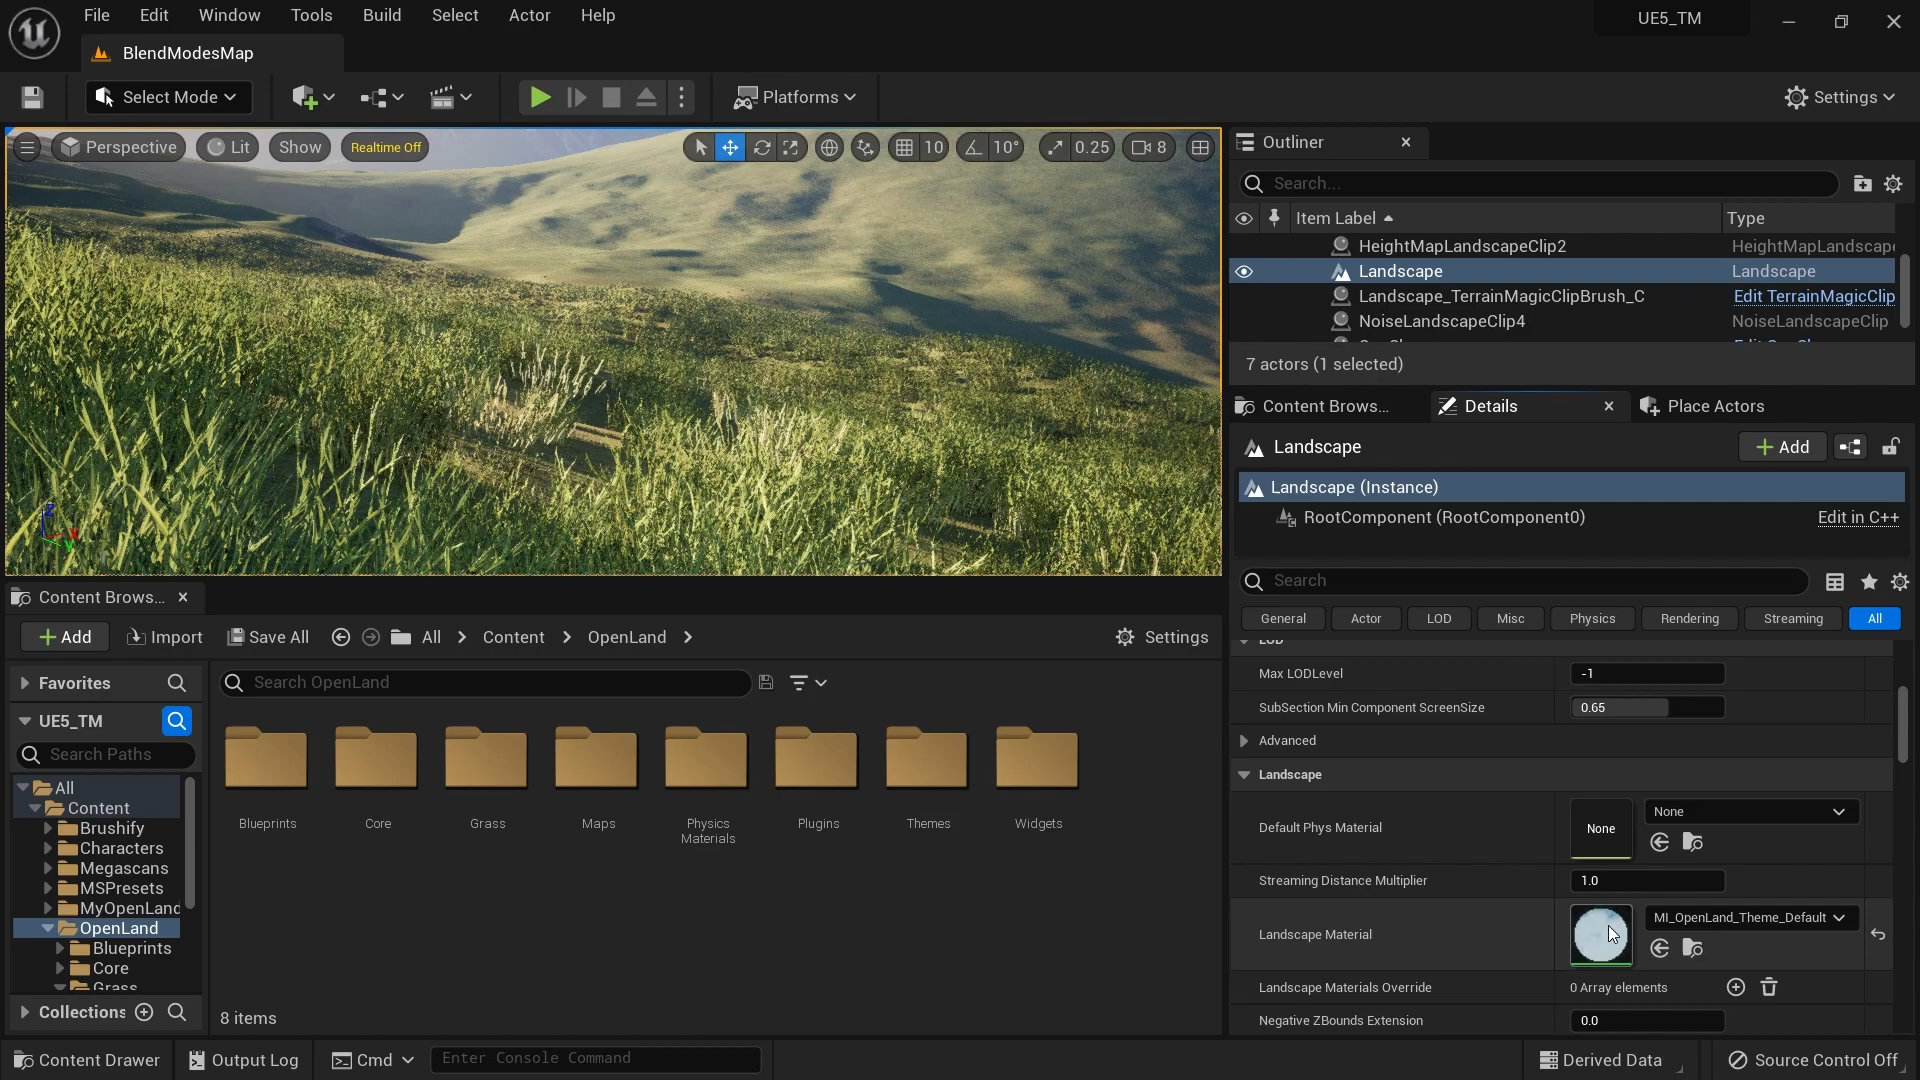 File Edit Window Tools Build Select Actor Help
UE5_TM
BlendModesMap
Select Mode
Platforms
Settings
Perspective
Lit
Show
Realtime Off
10
10°
0.25
8
Outliner
Search...
Item Label
Type
HeightMapLandscapeClip2 HeightMapLandscape
Landscape Landscape
Landscape_TerrainMagicClipBrush_C Edit TerrainMagicClip
NoiseLandscapeClip4 NoiseLandscapeClip
7 actors (1 selected)
Content Brows...
Details
Place Actors
Landscape
Add
Landscape (Instance)
RootComponent (RootComponent0)
Edit in C++
Search
General Actor LOD Misc Physics Rendering Streaming All
LOD
Max LODLevel -1
SubSection Min Component ScreenSize 0.65
Advanced
Landscape
Default Phys Material
None
None
Streaming Distance Multiplier 1.0
Landscape Material
MI_OpenLand_Theme_Default
Landscape Materials Override 0 Array elements
Negative ZBounds Extension 0.0
Content Brows...
Add
Import
Save All
All
Content
OpenLand
Settings
Favorites
UE5_TM
Search Paths
All
Content
Brushify
Characters
Megascans
MSPresets
MyOpenLand
OpenLand
Blueprints
Core
Grass
Collections
Search OpenLand
Blueprints
Core
Grass
Maps
Physics
Materials
Plugins
Themes
Widgets
8 items
Content Drawer
Output Log
Cmd
Enter Console Command
Derived Data
Source Control Off